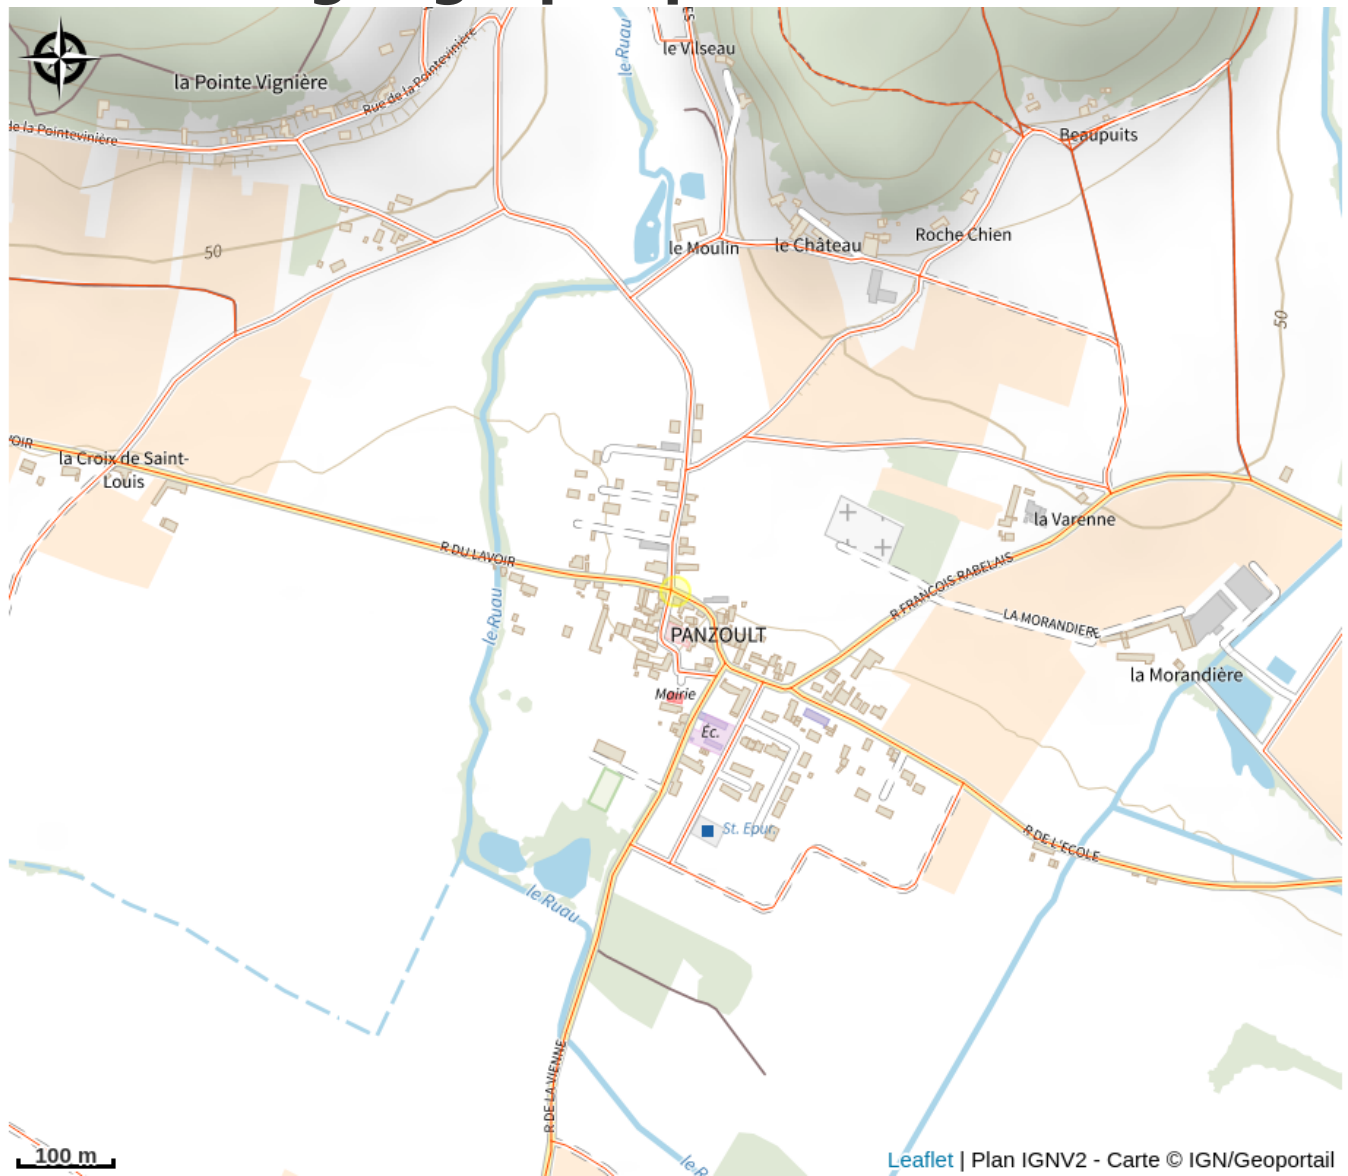 le Ruau
le Vilseau
la Pointe Vignière
Rue de la Pointevinière
de la Pointevinière
Beaupuits
50
le Moulin
le Château
Roche Chien
50
la Croix de Saint-
Louis
la Varenne
R DU LAVOIR
R FRANCOIS RABELAIS
le Ruau
LA MORANDIERE
PANZOULT
la Morandière
Mairie
Éc.
St. Epur.
R DE L'ECOLE
le Ruau
R DE LA VIENNE
100 m
Leaflet | Plan IGNV2 - Carte © IGN/Geoportail